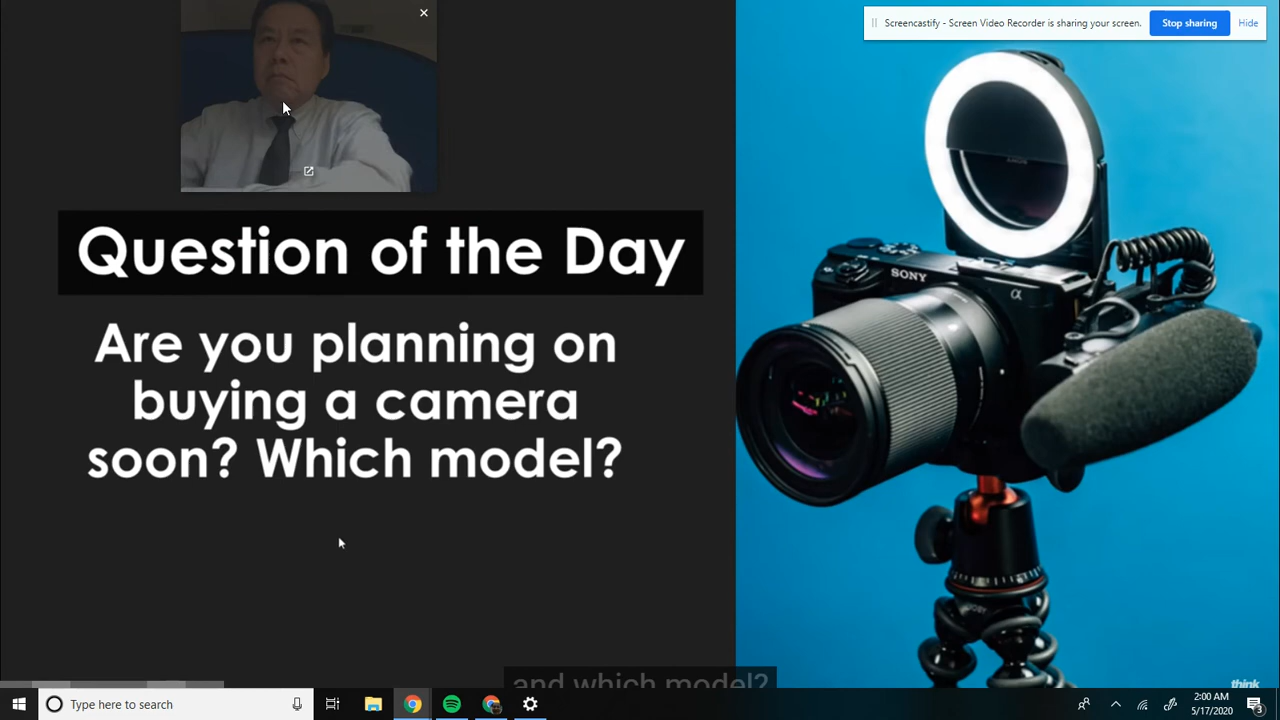 Screencastify - Screen Video Recorder is sharing your screen.
Stop sharing
Hide
Question of the Day
Are you planning on
buying a camera
soon? Which model?
SONY
α
JOBY
and which model?
think
Type here to search
2:00 AM
5/17/2020
3